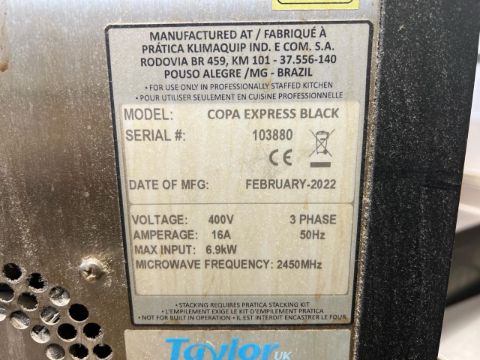 MANUFACTURED AT / FABRIQUÉ À
PRÁTICA KLIMAQUIP IND. E COM. S.A.
RODOVIA BR 459, KM 101 - 37.556-140
POUSO ALEGRE /MG - BRAZIL
• FOR USE ONLY IN PROFESSIONALLY STAFFED KITCHEN
• POUR UTILISER SEULEMENT EN CUISINE PROFESSIONNELLE
MODEL: COPA EXPRESS BLACK
SERIAL #: 103880
CE
DATE OF MFG: FEBRUARY-2022
VOLTAGE: 400V 3 PHASE
AMPERAGE: 16A 50Hz
MAX INPUT: 6.9kW
MICROWAVE FREQUENCY: 2450MHz
• STACKING REQUIRES PRATICA STACKING KIT
• L'EMPILEMENT EXIGE LE KIT D'EMPILEMENT PRATICA
• NOT FOR BUILT IN OPERATION / IL EST INTERDIT ENCASTRER LE FOUR.
Taylor UK